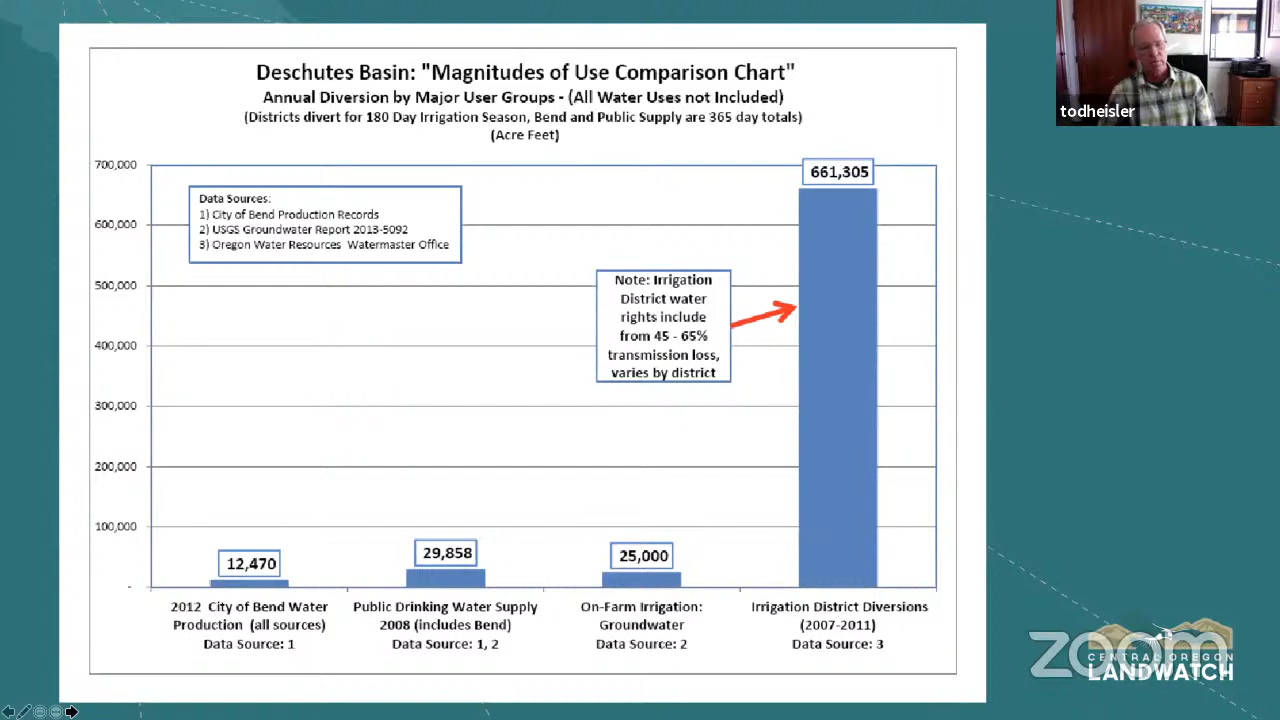 Deschutes Basin: "Magnitudes of Use Comparison Chart"
Annual Diversion by Major User Groups - (All Water Uses not Included)
(Districts divert for 180 Day Irrigation Season, Bend and Public Supply are 365 day totals)
(Acre Feet)
700,000
600,000
500,000
400,000
300,000
200,000
100,000
-
Data Sources:
1) City of Bend Production Records
2) USGS Groundwater Report 2013-5092
3) Oregon Water Resources Watermaster Office
Note: Irrigation
District water
rights include
from 45 - 65%
transmission loss,
varies by district
12,470
29,858
25,000
661,305
2012 City of Bend Water
Production (all sources)
Data Source: 1
Public Drinking Water Supply
2008 (includes Bend)
Data Source: 1, 2
On-Farm Irrigation:
Groundwater
Data Source: 2
Irrigation District Diversions
(2007-2011)
Data Source: 3
todheisler
zoom
CENTRAL OREGON
LANDWATCH